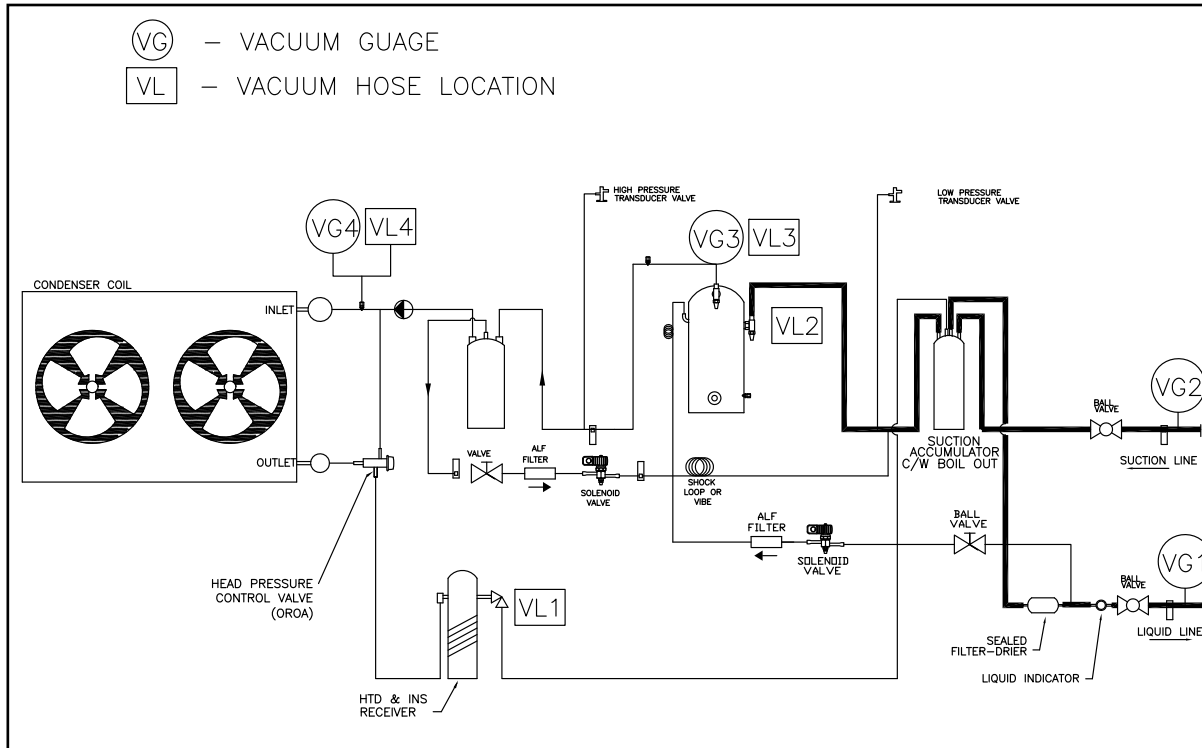 VG – VACUUM GUAGE
VL – VACUUM HOSE LOCATION
HIGH PRESSURE
TRANSDUCER VALVE
LOW PRESSURE
TRANSDUCER VALVE
VG4
VL4
VG3
VL3
CONDENSER COIL
INLET
VL2
VG2
BALL
VALVE
SUCTION LINE
SUCTION
ACCUMULATOR
C/W BOIL OUT
OUTLET
VALVE
ALF
FILTER
SOLENOID
VALVE
SHOCK
LOOP OR
VIBE
ALF
FILTER
SOLENOID
VALVE
BALL
VALVE
VG1
BALL
VALVE
LIQUID LINE
HEAD PRESSURE
CONTROL VALVE
(OROA)
VL1
SEALED
FILTER-DRIER
LIQUID INDICATOR
HTD & INS
RECEIVER